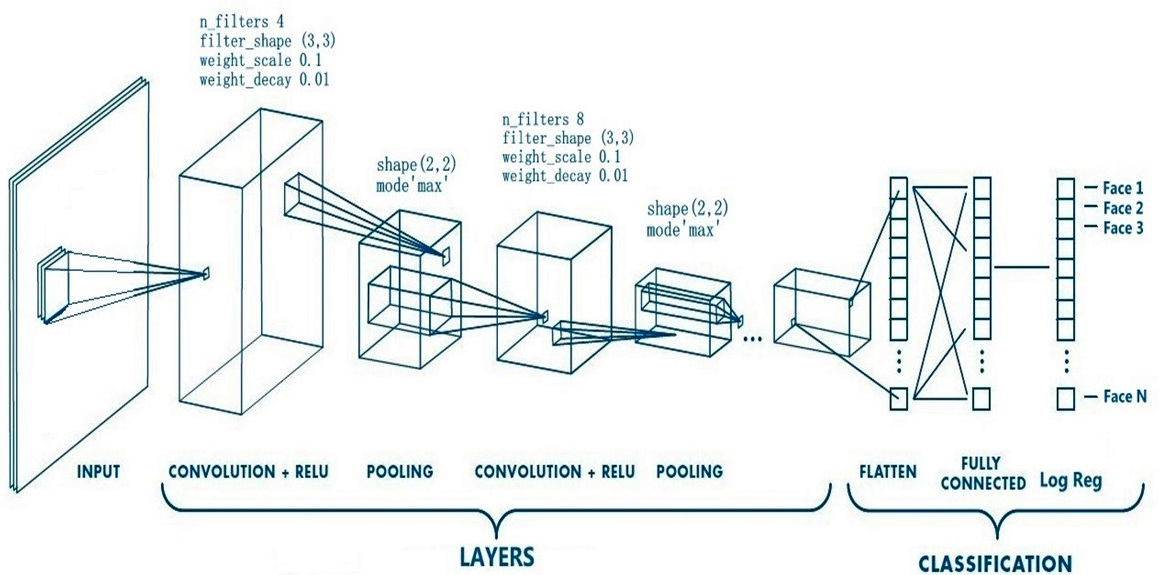 n_filters 4
filter_shape (3,3)
weight_scale 0.1
weight_decay 0.01
shape(2,2)
mode'max'
n_filters 8
filter_shape (3,3)
weight_scale 0.1
weight_decay 0.01
shape(2,2)
mode'max'
...
Face 1
Face 2
Face 3
Face N
INPUT
CONVOLUTION + RELU
POOLING
CONVOLUTION + RELU
POOLING
FLATTEN
FULLY
CONNECTED
Log Reg
LAYERS
CLASSIFICATION